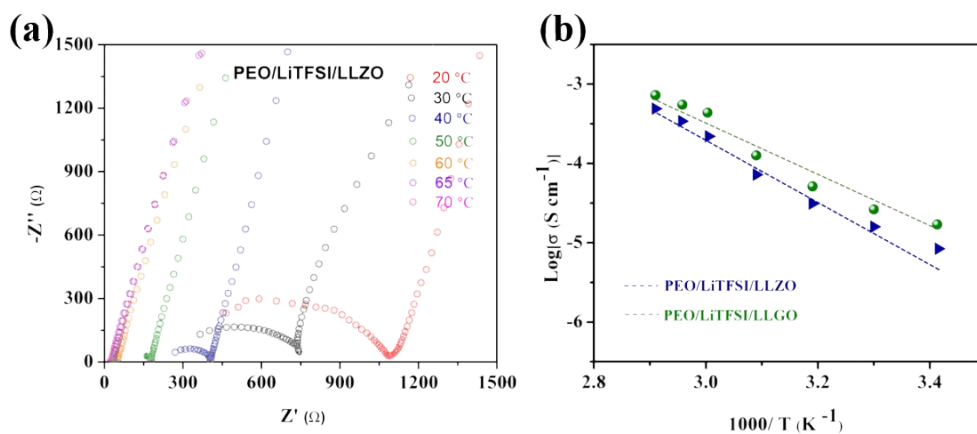 (a)
1500
1200
900
600
300
0
-Z'' (Ω)
PEO/LiTFSI/LLZO
20 °C
30 °C
40 °C
50 °C
60 °C
65 °C
70 °C
0 300 600 900 1200 1500
Z' (Ω)
(b)
-3
-4
-5
-6
Log|σ (S cm⁻¹)|
PEO/LiTFSI/LLZO
PEO/LiTFSI/LLGO
2.8 3.0 3.2 3.4
1000/ T (K⁻¹)